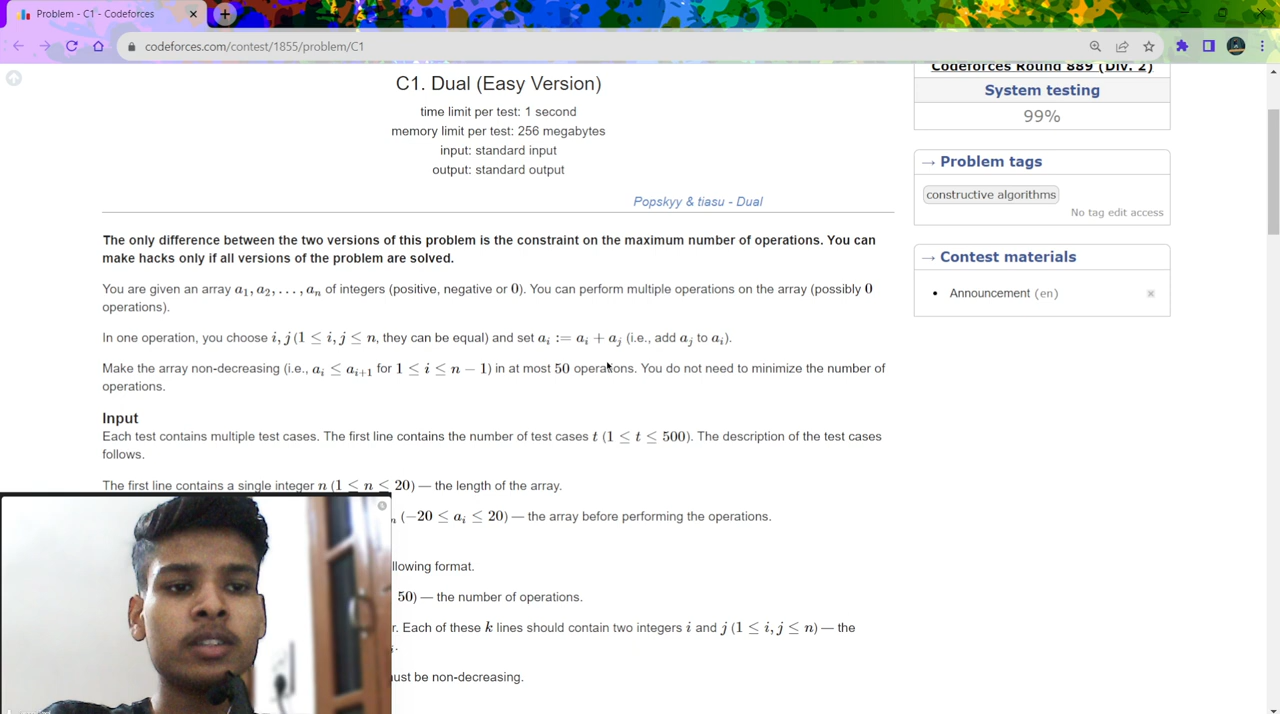 Problem - C1 - Codeforces
codeforces.com/contest/1855/problem/C1
C1. Dual (Easy Version)
time limit per test: 1 second
memory limit per test: 256 megabytes
input: standard input
output: standard output
Popskyy & tiasu - Dual
The only difference between the two versions of this problem is the constraint on the maximum number of operations. You can
make hacks only if all versions of the problem are solved.
You are given an array a₁, a₂, . . . , aₙ of integers (positive, negative or 0). You can perform multiple operations on the array (possibly 0
operations).
In one operation, you choose i, j (1 ≤ i, j ≤ n, they can be equal) and set aᵢ := aᵢ + aⱼ (i.e., add aⱼ to aᵢ).
Make the array non-decreasing (i.e., aᵢ ≤ aᵢ₊₁ for 1 ≤ i ≤ n − 1) in at most 50 operations. You do not need to minimize the number of
operations.
Input
Each test contains multiple test cases. The first line contains the number of test cases t (1 ≤ t ≤ 500). The description of the test cases
follows.
The first line contains a single integer n (1 ≤ n ≤ 20) — the length of the array.
ₙ (−20 ≤ aᵢ ≤ 20) — the array before performing the operations.
llowing format.
50) — the number of operations.
r. Each of these k lines should contain two integers i and j (1 ≤ i, j ≤ n) — the
ust be non-decreasing.
Codeforces Round 889 (Div. 2)
System testing
99%
→ Problem tags
constructive algorithms
No tag edit access
→ Contest materials
Announcement (en)